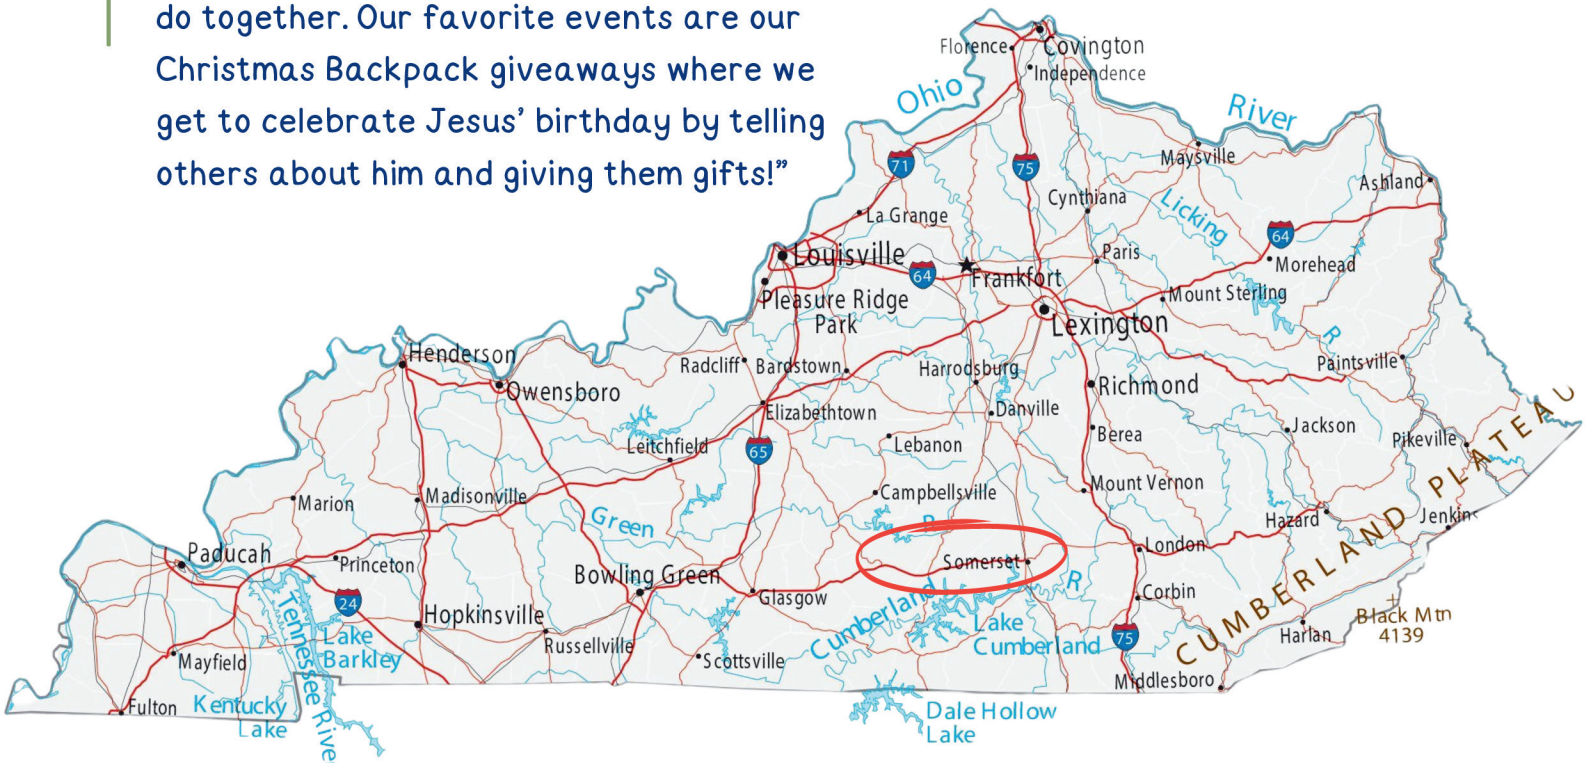 do together. Our favorite events are our
Christmas Backpack giveaways where we
get to celebrate Jesus' birthday by telling
others about him and giving them gifts!"
Florence
Covington
Independence
Ohio
River
71
75
Maysville
Ashland
Cynthiana
Licking
La Grange
64
Louisville
64
Frankfort
Paris
Morehead
Pleasure Ridge
Park
Mount Sterling
Lexington
R
Henderson
Radcliff
Bardstown
Harrodsburg
Paintsville
Owensboro
Richmond
Elizabethtown
Danville
Leitchfield
65
Lebanon
Berea
Jackson
Pikeville
CUMBERLAND PLATEAU
Marion
Madisonville
Campbellsville
Mount Vernon
Green
R
Hazard
Jenkins
Paducah
Princeton
Bowling Green
Somerset
London
24
Hopkinsville
Glasgow
Cumberland
R
Corbin
Black Mtn
4139
Tennessee River
Lake
Barkley
Russellville
Lake
Cumberland
75
Harlan
Mayfield
Scottsville
Middlesboro
Fulton
Kentucky
Lake
Dale Hollow
Lake